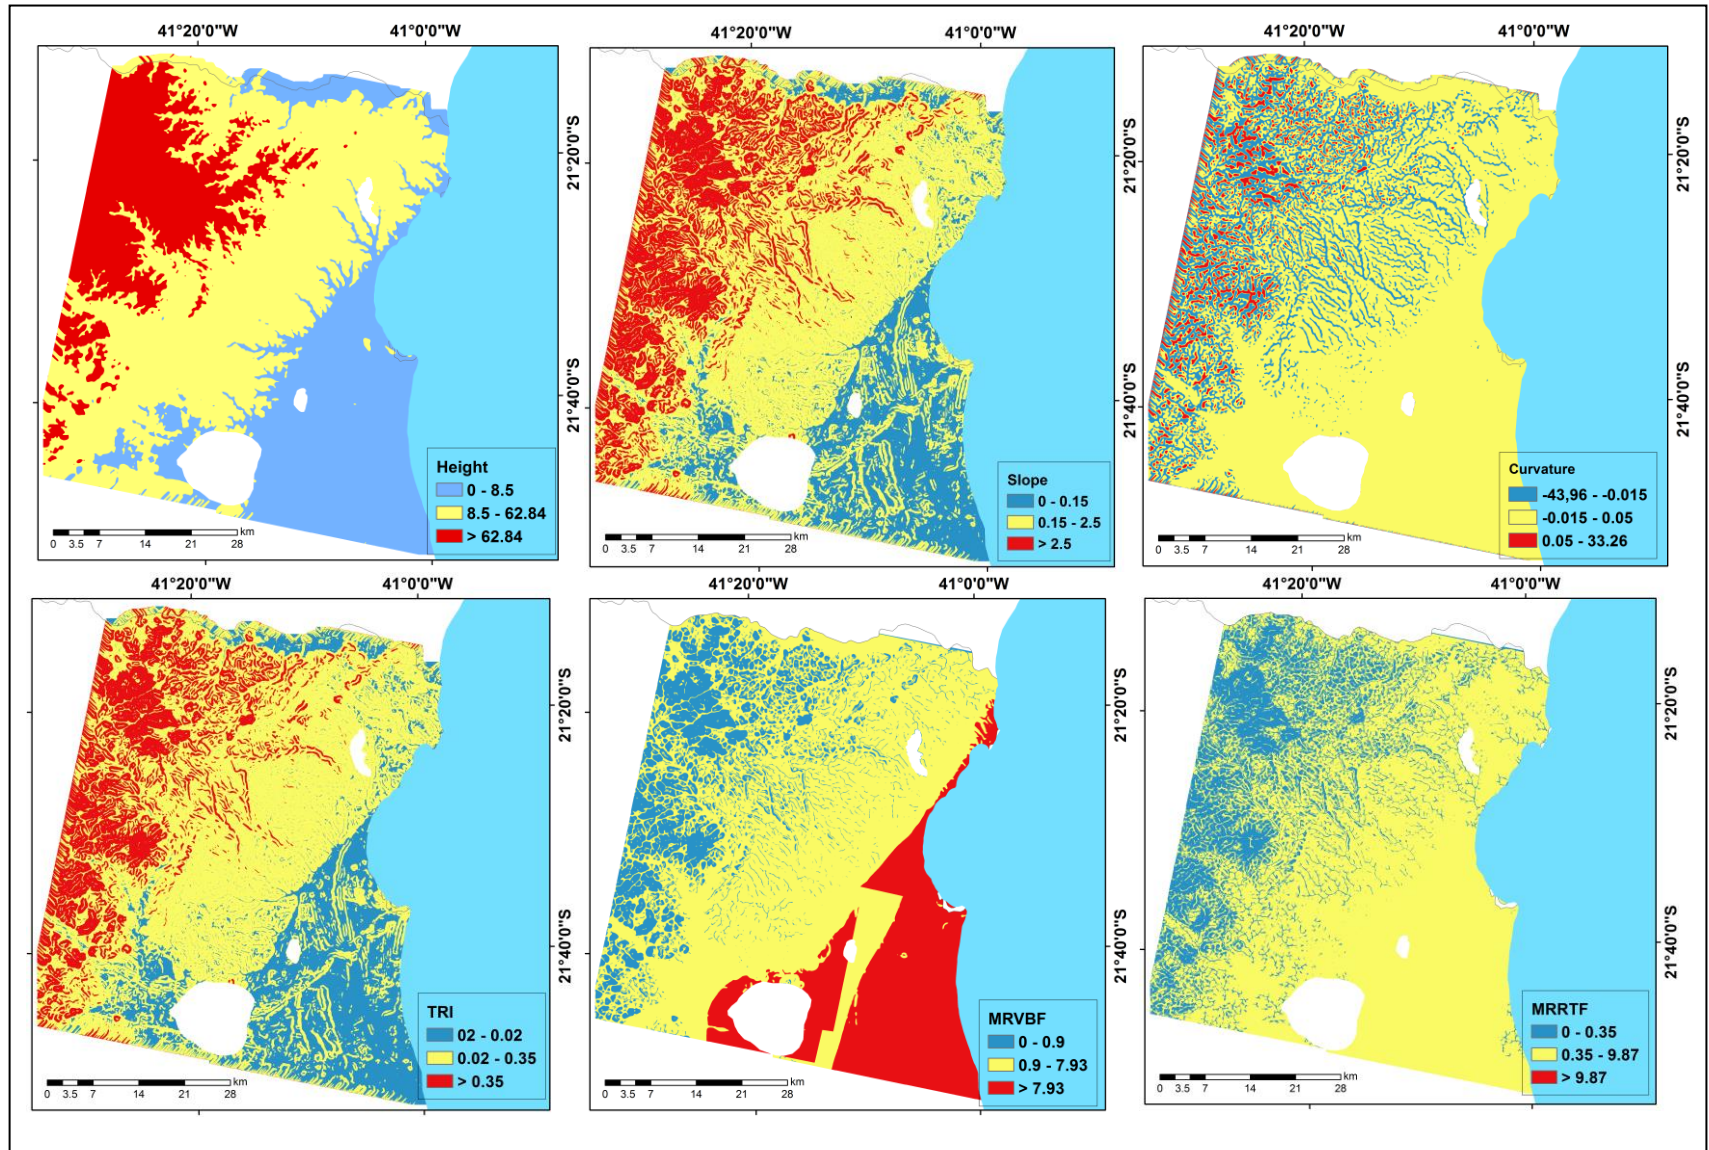 41°20'0"W 41°0'0"W
21°20'0"S
21°40'0"S
Height
0 - 8.5
8.5 - 62.84
> 62.84
km
0 3.5 7 14 21 28
41°20'0"W 41°0'0"W
21°20'0"S
21°40'0"S
Slope
0 - 0.15
0.15 - 2.5
> 2.5
km
0 3.5 7 14 21 28
41°20'0"W 41°0'0"W
21°20'0"S
21°40'0"S
Curvature
-43,96 - -0.015
-0.015 - 0.05
0.05 - 33.26
km
0 3.5 7 14 21 28
41°20'0"W 41°0'0"W
21°20'0"S
21°40'0"S
TRI
02 - 0.02
0.02 - 0.35
> 0.35
km
0 3.5 7 14 21 28
41°20'0"W 41°0'0"W
21°20'0"S
21°40'0"S
MRVBF
0 - 0.9
0.9 - 7.93
> 7.93
km
0 3.5 7 14 21 28
41°20'0"W 41°0'0"W
21°20'0"S
21°40'0"S
MRRTF
0 - 0.35
0.35 - 9.87
> 9.87
km
0 3.5 7 14 21 28